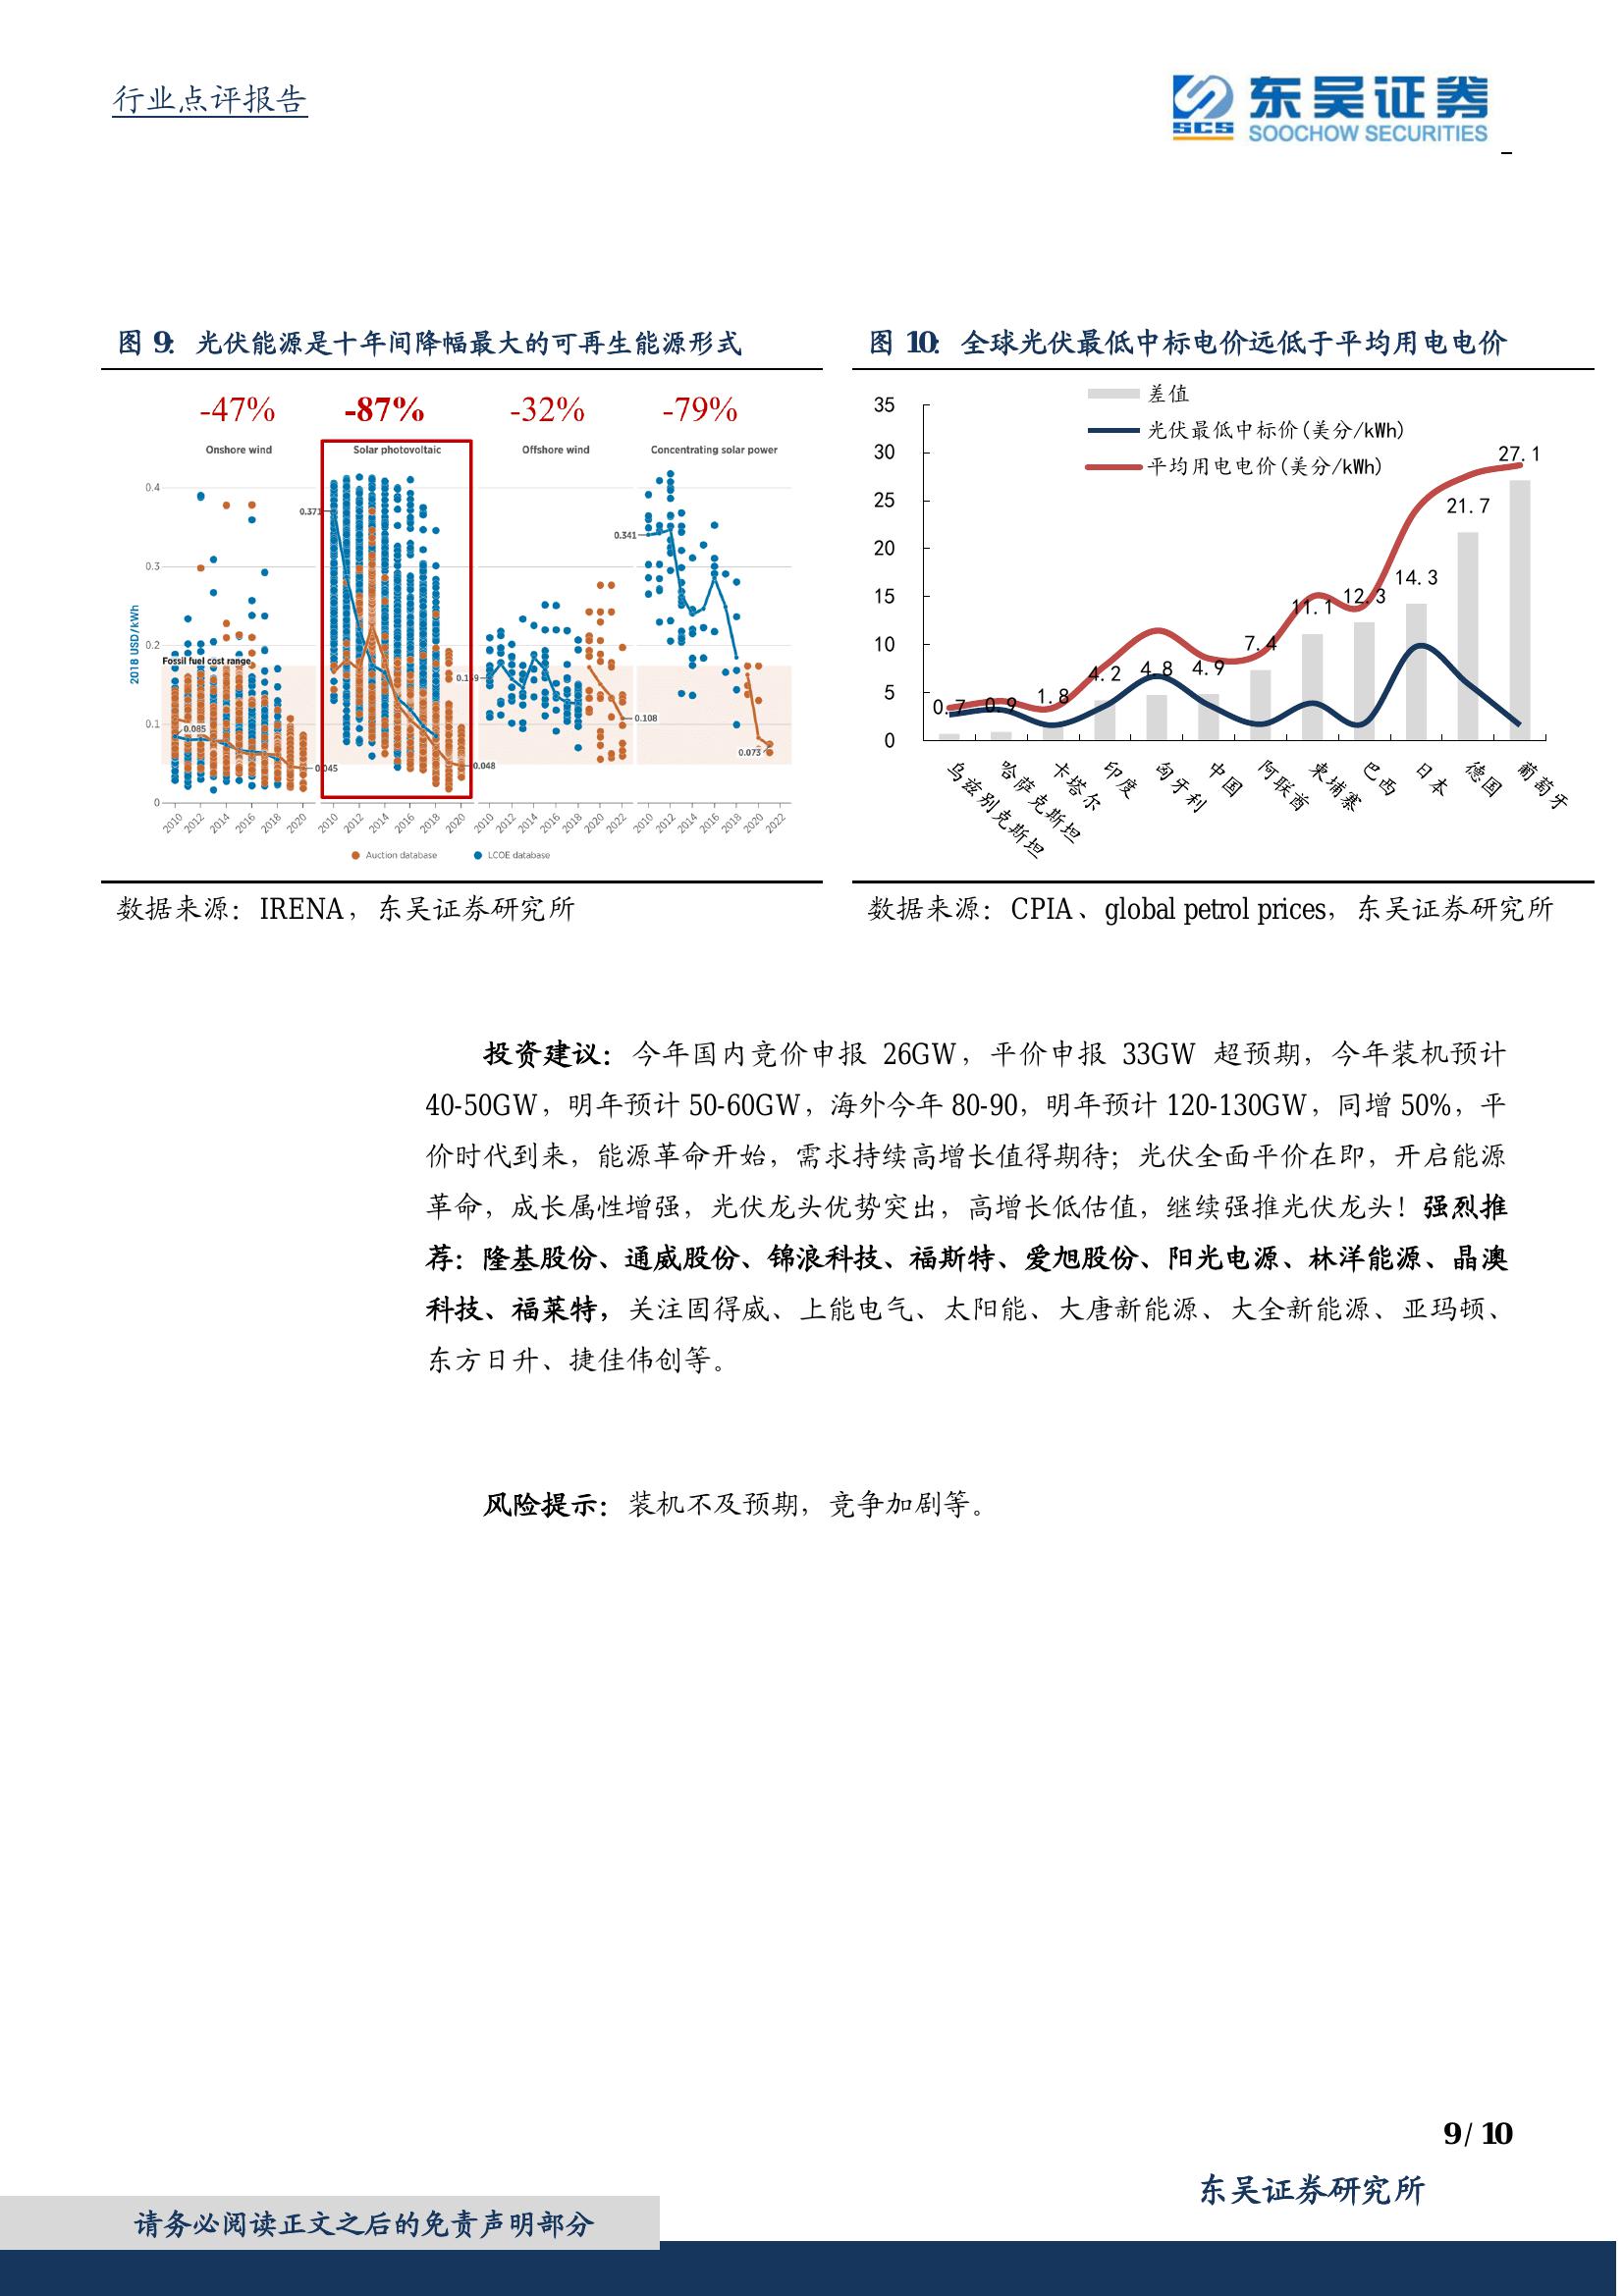 行业点评报告
SCS
东吴证券
SOOCHOW SECURITIES
图 9：光伏能源是十年间降幅最大的可再生能源形式
-47% -87% -32% -79%
Onshore wind Solar photovoltaic Offshore wind Concentrating solar power
2018 USD/kWh
0.4
0.3
0.2
0.1
0
Fossil fuel cost range
0.085
0.045
0.371
0.048
0.159
0.108
0.341
0.073
2010 2012 2014 2016 2018 2020 2010 2012 2014 2016 2018 2020 2010 2012 2014 2016 2018 2020 2022 2010 2012 2014 2016 2018 2020 2022
Auction database LCOE database
数据来源：IRENA，东吴证券研究所
图 10：全球光伏最低中标电价远低于平均用电电价
差值
光伏最低中标价(美分/kWh)
平均用电电价(美分/kWh)
35
30
25
20
15
10
5
0
0.7 0.9 1.8 4.2 4.8 4.9 7.4 11.1 12.3 14.3 21.7 27.1
乌兹别克斯坦 哈萨克斯坦 卡塔尔 印度 匈牙利 中国 阿联酋 柬埔寨 巴西 日本 德国 葡萄牙
数据来源：CPIA、global petrol prices，东吴证券研究所
投资建议：今年国内竞价申报 26GW，平价申报 33GW 超预期，今年装机预计
40-50GW，明年预计 50-60GW，海外今年 80-90，明年预计 120-130GW，同增 50%，平
价时代到来，能源革命开始，需求持续高增长值得期待；光伏全面平价在即，开启能源
革命，成长属性增强，光伏龙头优势突出，高增长低估值，继续强推光伏龙头！强烈推
荐：隆基股份、通威股份、锦浪科技、福斯特、爱旭股份、阳光电源、林洋能源、晶澳
科技、福莱特，关注固得威、上能电气、太阳能、大唐新能源、大全新能源、亚玛顿、
东方日升、捷佳伟创等。
风险提示：装机不及预期，竞争加剧等。
9 / 10
东吴证券研究所
请务必阅读正文之后的免责声明部分